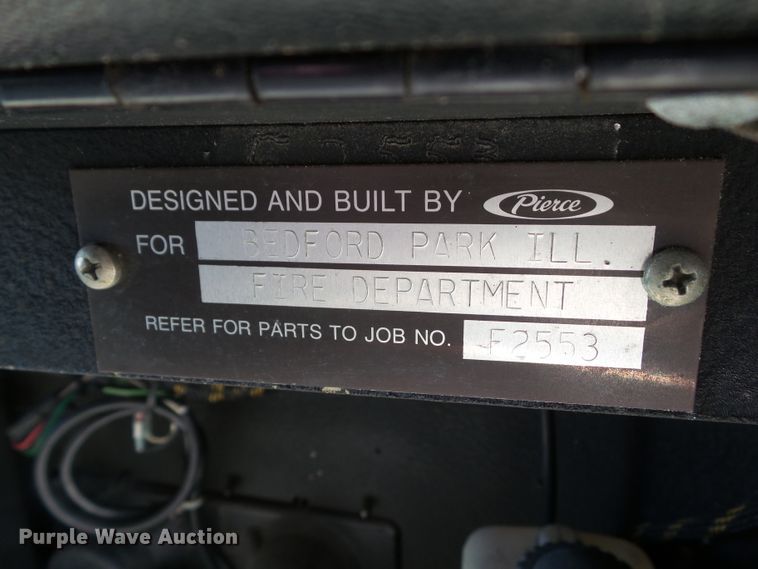 DESIGNED AND BUILT BY Pierce
FOR BEDFORD PARK ILL.
FIRE DEPARTMENT
REFER FOR PARTS TO JOB NO. F2553
Purple Wave Auction®